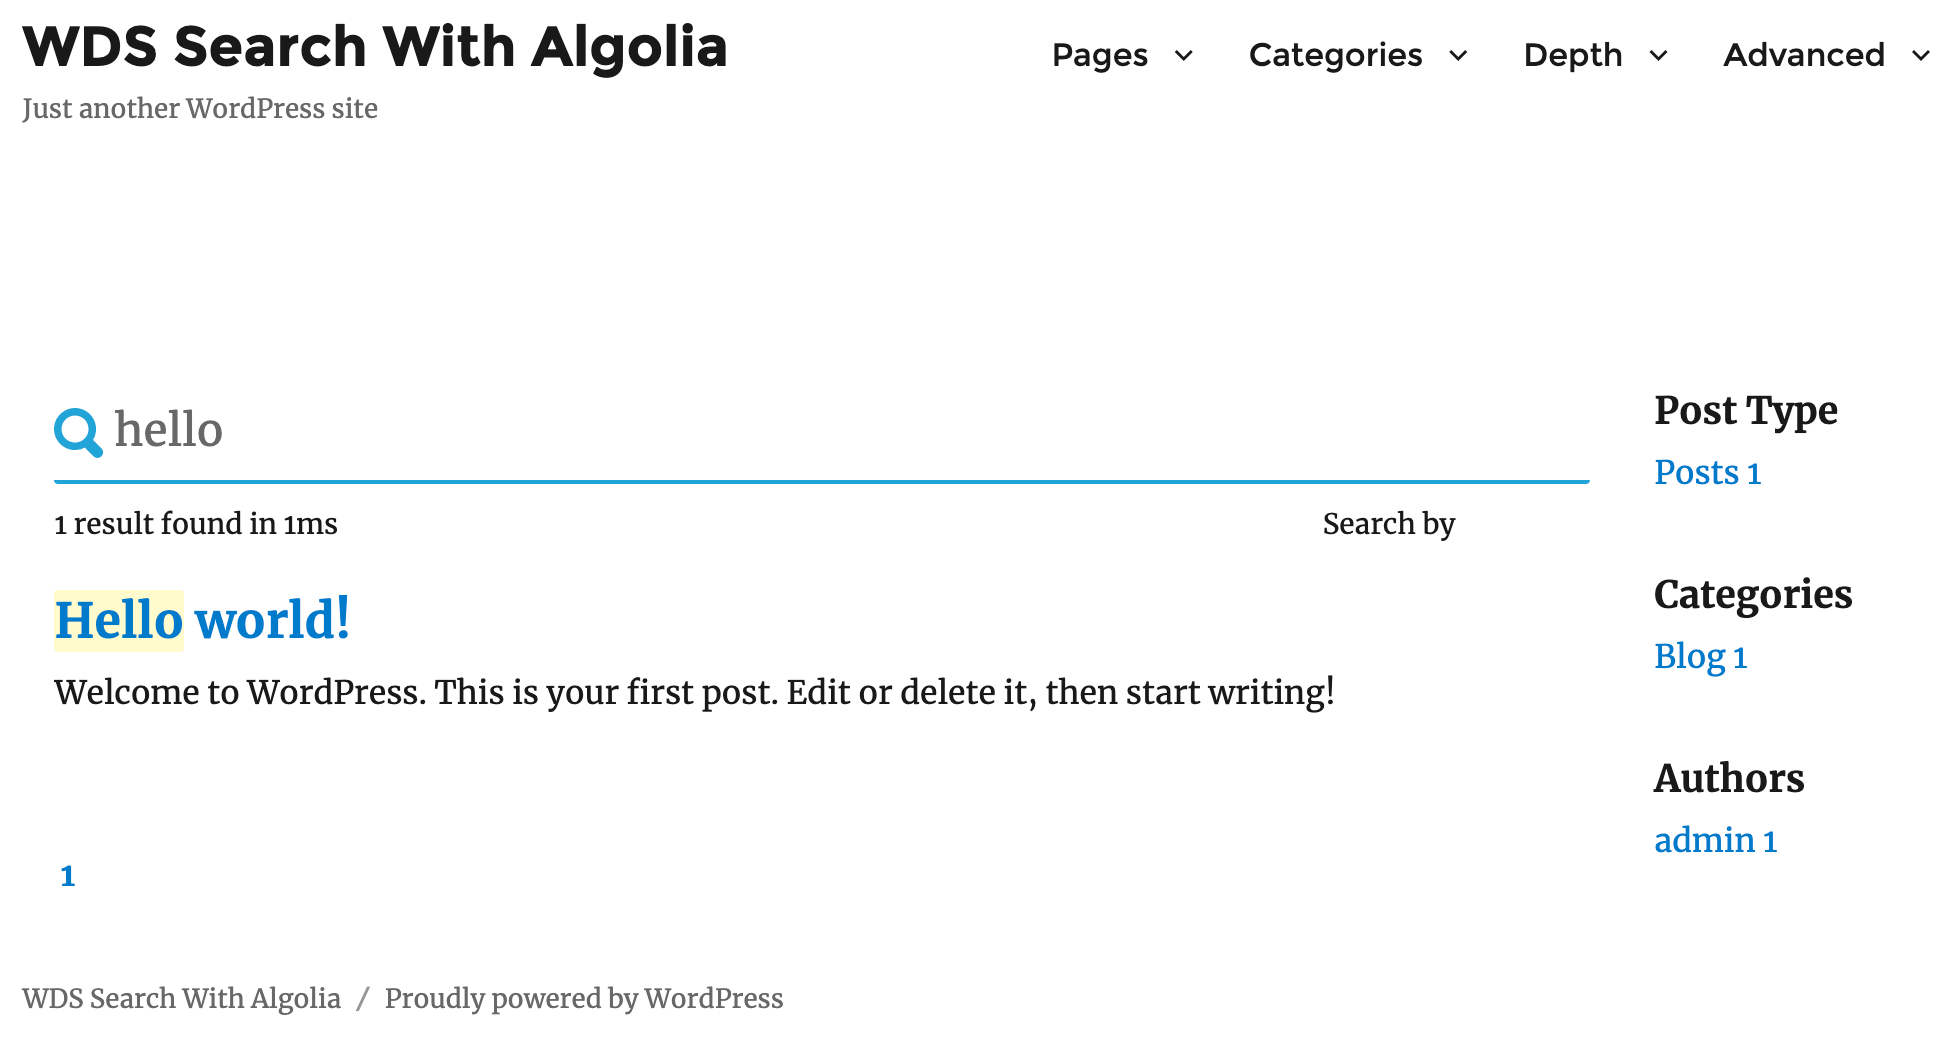 WDS Search With Algolia
Just another WordPress site
Pages Categories Depth Advanced
hello
1 result found in 1ms
Search by
Hello world!
Welcome to WordPress. This is your first post. Edit or delete it, then start writing!
1
Post Type
Posts 1
Categories
Blog 1
Authors
admin 1
WDS Search With Algolia / Proudly powered by WordPress